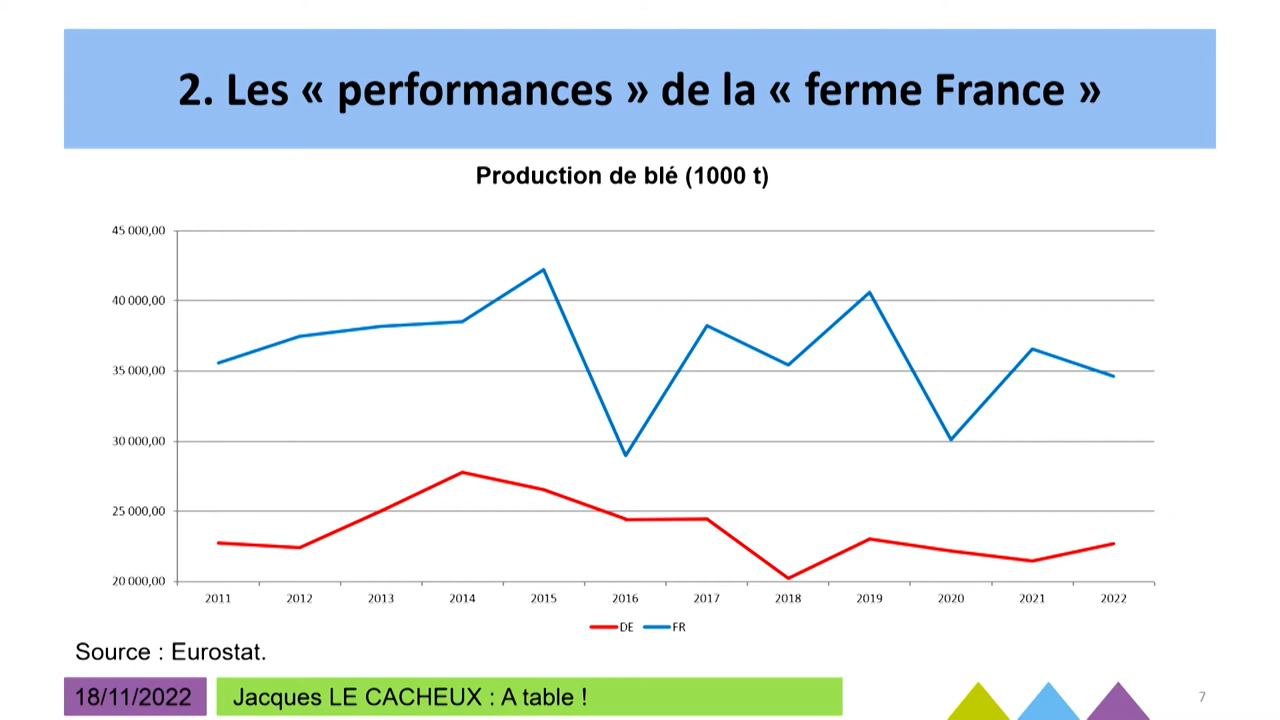 2. Les « performances » de la « ferme France »
Production de blé (1000 t)
45 000,00
40 000,00
35 000,00
30 000,00
25 000,00
20 000,00
2011 2012 2013 2014 2015 2016 2017 2018 2019 2020 2021 2022
DE FR
Source : Eurostat.
18/11/2022 Jacques LE CACHEUX : A table ! 7